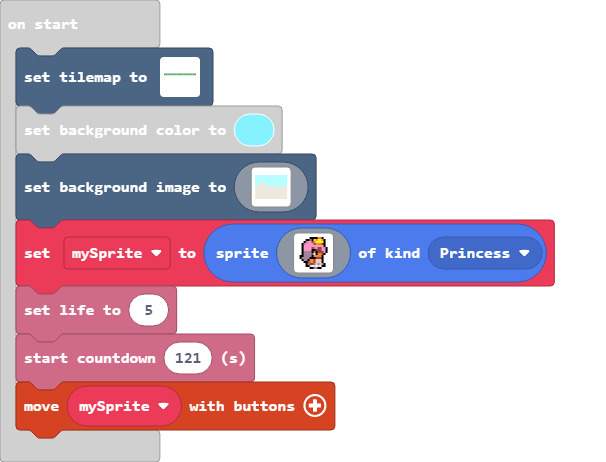 on start
set tilemap to
set background color to
set background image to
set mySprite to sprite of kind Princess
set life to 5
start countdown 121 (s)
move mySprite with buttons